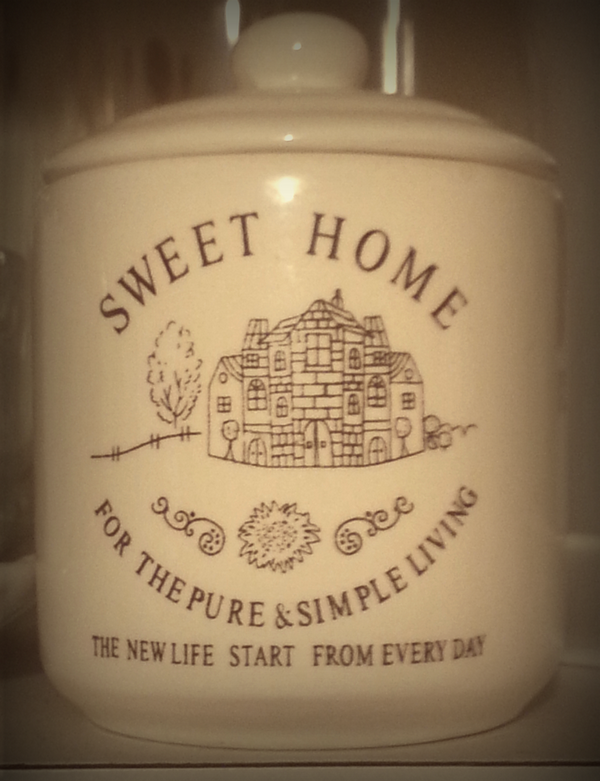 SWEET HOME
FOR THE PURE & SIMPLE LIVING
THE NEW LIFE START FROM EVERY DAY